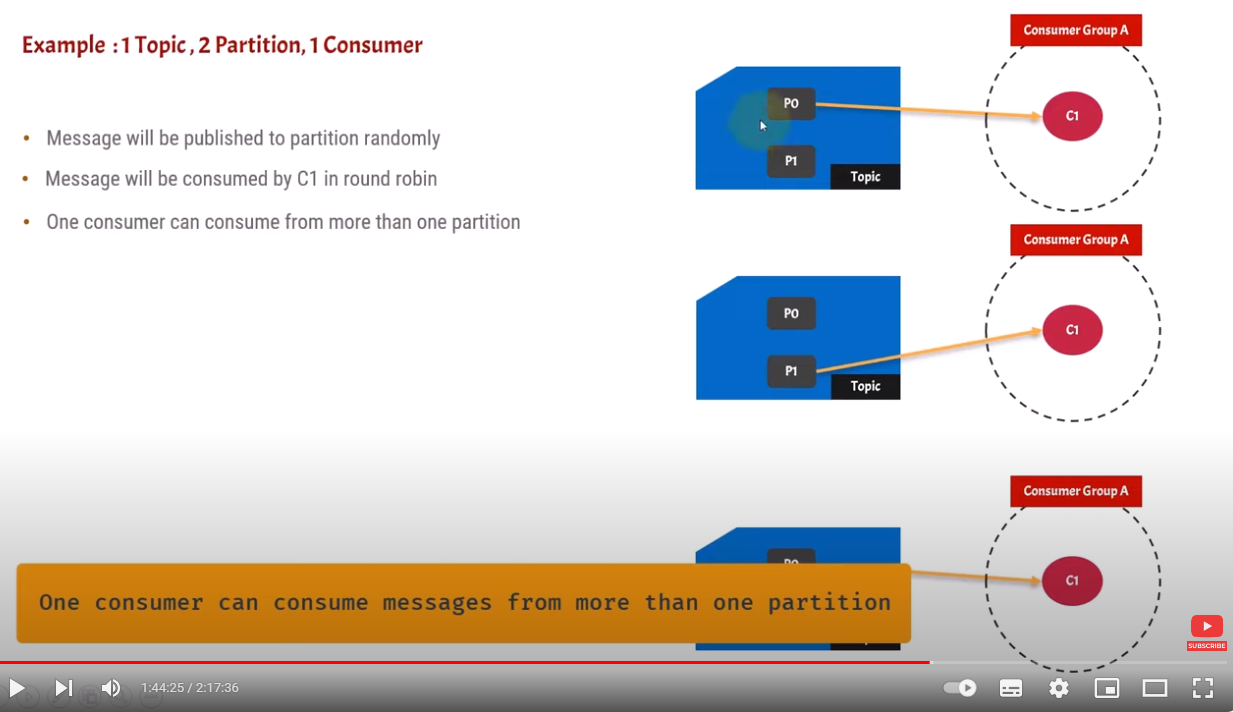 Example : 1 Topic , 2 Partition, 1 Consumer
• Message will be published to partition randomly
• Message will be consumed by C1 in round robin
• One consumer can consume from more than one partition
Consumer Group A
P0
C1
P1
Topic
Consumer Group A
P0
C1
P1
Topic
Consumer Group A
C1
One consumer can consume messages from more than one partition
SUBSCRIBE
1:44:25 / 2:17:36